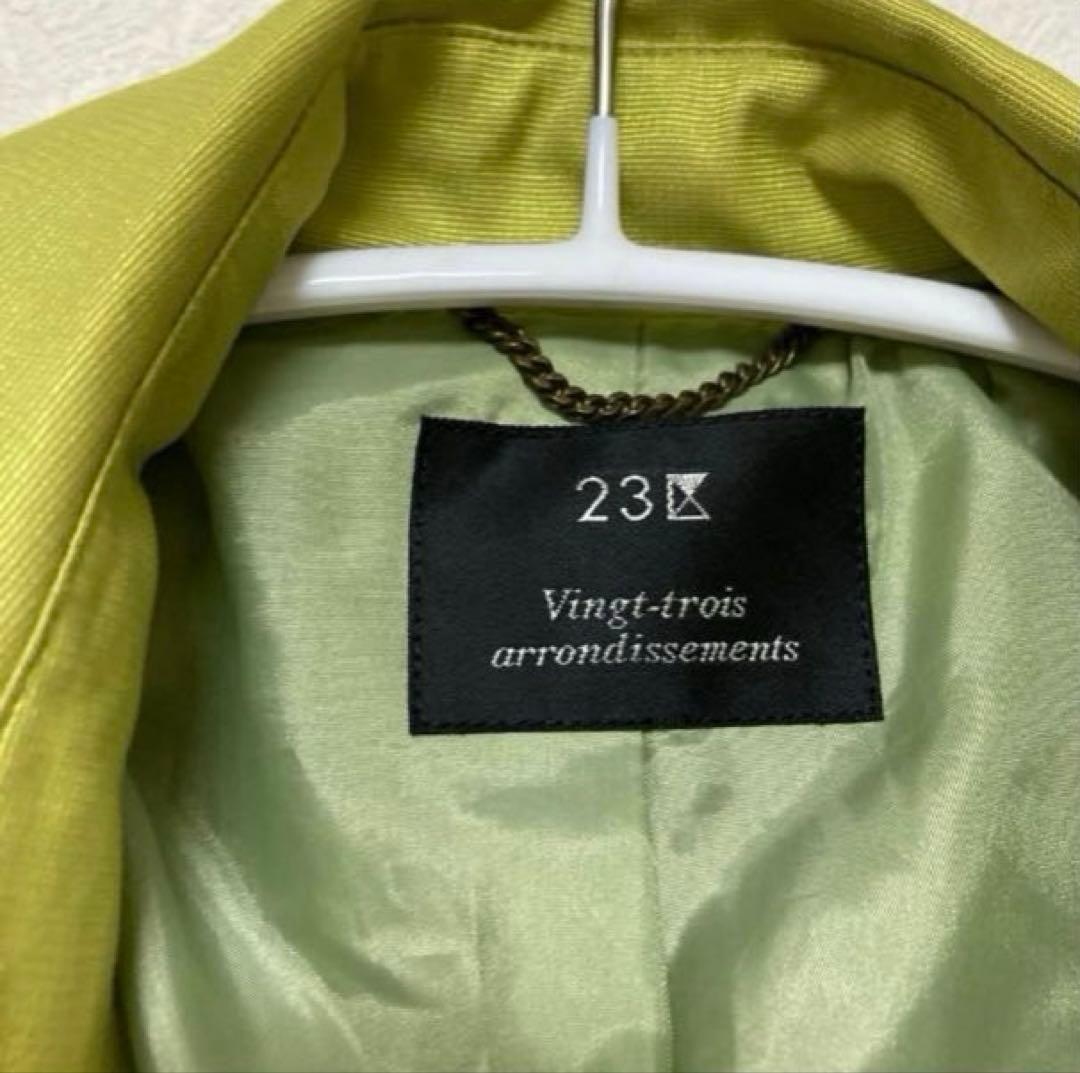 23区
Vingt-trois
arrondissements